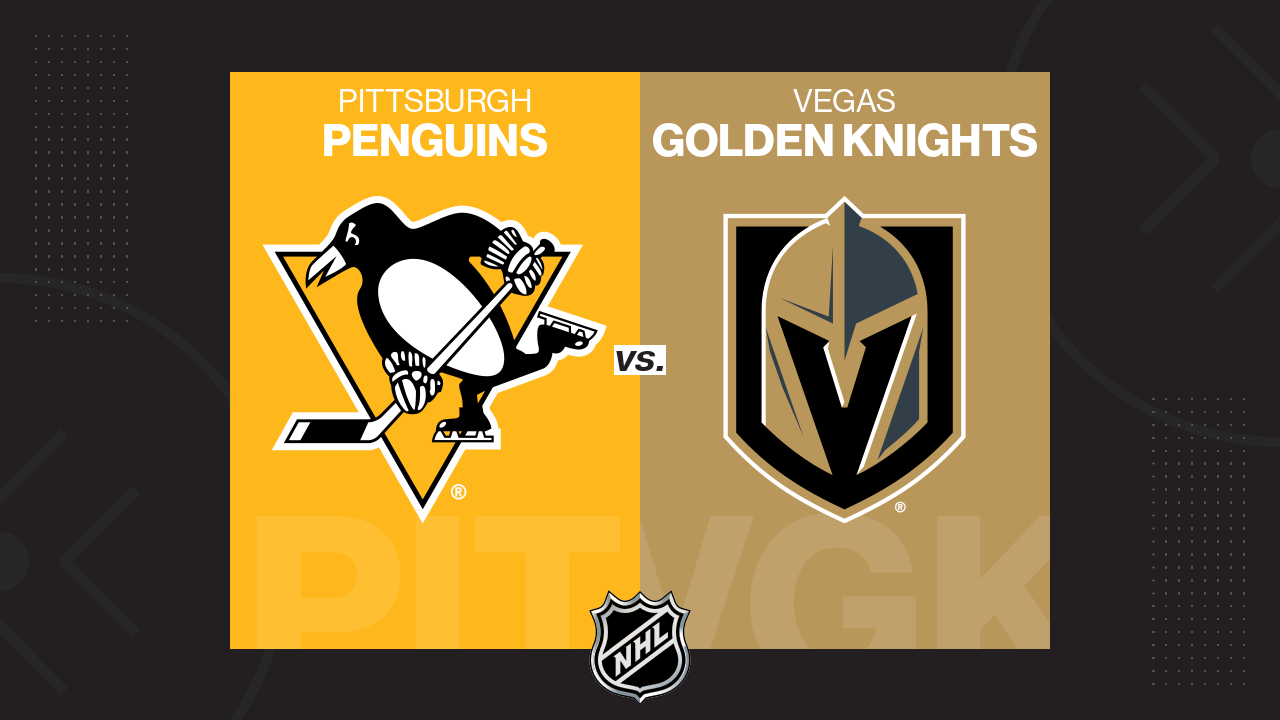 PITTSBURGH
PENGUINS
VEGAS
GOLDEN KNIGHTS
vs.
®
®
PIT
VGK
NHL